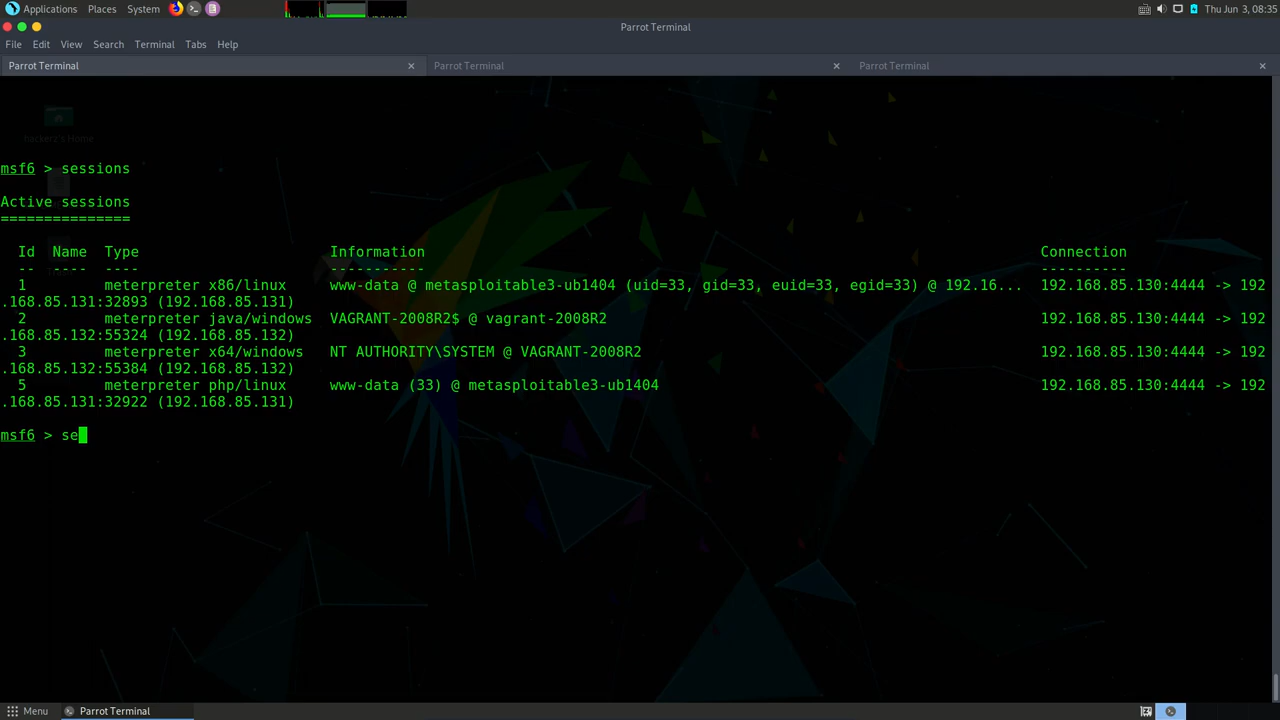 Applications Places System Thu Jun 3, 08:35
Parrot Terminal
File Edit View Search Terminal Tabs Help
Parrot Terminal × Parrot Terminal × Parrot Terminal ×
hackerz's Home
msf6 > sessions
Active sessions
===============
Id Name Type Information Connection
-- ---- ---- ----------- ----------
1 meterpreter x86/linux www-data @ metasploitable3-ub1404 (uid=33, gid=33, euid=33, egid=33) @ 192.16... 192.168.85.130:4444 -> 192
.168.85.131:32893 (192.168.85.131)
2 meterpreter java/windows VAGRANT-2008R2$ @ vagrant-2008R2 192.168.85.130:4444 -> 192
.168.85.132:55324 (192.168.85.132)
3 meterpreter x64/windows NT AUTHORITY\SYSTEM @ VAGRANT-2008R2 192.168.85.130:4444 -> 192
.168.85.132:55384 (192.168.85.132)
5 meterpreter php/linux www-data (33) @ metasploitable3-ub1404 192.168.85.130:4444 -> 192
.168.85.131:32922 (192.168.85.131)
msf6 > se
Menu Parrot Terminal